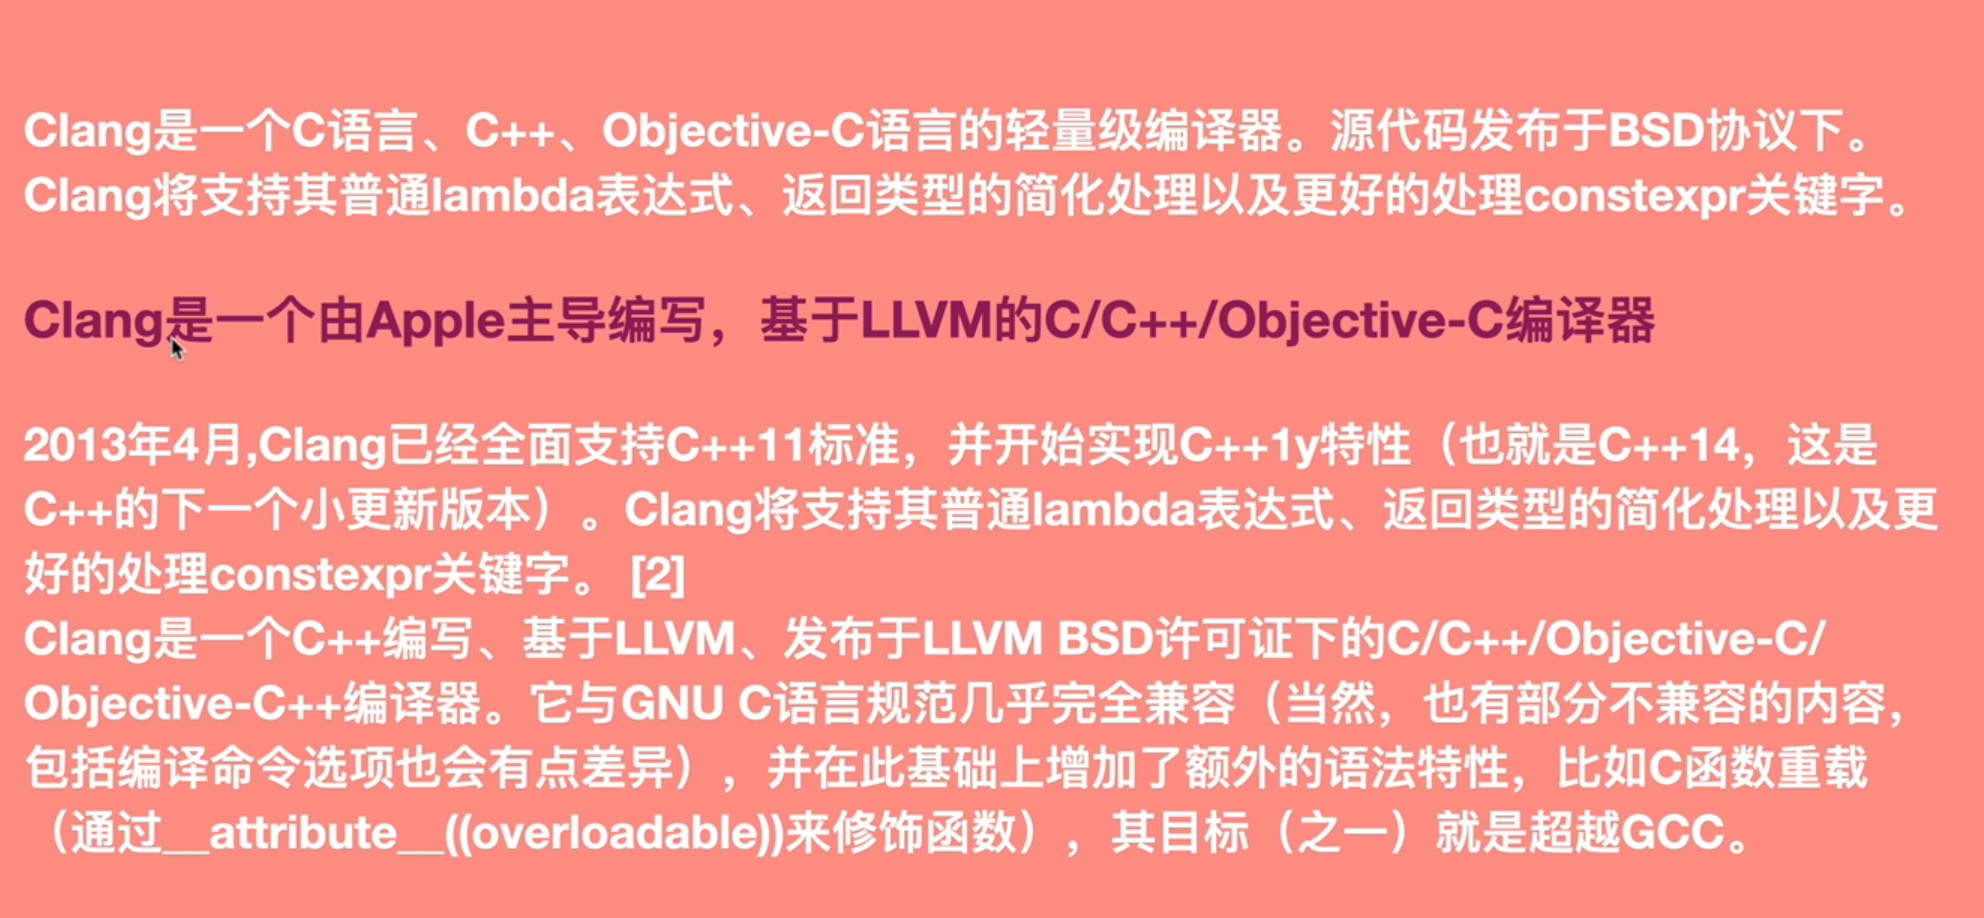 Clang是一个C语言、C++、Objective-C语言的轻量级编译器。源代码发布于BSD协议下。
Clang将支持其普通lambda表达式、返回类型的简化处理以及更好的处理constexpr关键字。
Clang是一个由Apple主导编写，基于LLVM的C/C++/Objective-C编译器
2013年4月,Clang已经全面支持C++11标准，并开始实现C++1y特性（也就是C++14，这是
C++的下一个小更新版本）。Clang将支持其普通lambda表达式、返回类型的简化处理以及更
好的处理constexpr关键字。 [2]
Clang是一个C++编写、基于LLVM、发布于LLVM BSD许可证下的C/C++/Objective-C/
Objective-C++编译器。它与GNU C语言规范几乎完全兼容（当然，也有部分不兼容的内容，
包括编译命令选项也会有点差异），并在此基础上增加了额外的语法特性，比如C函数重载
（通过__attribute__((overloadable))来修饰函数），其目标（之一）就是超越GCC。